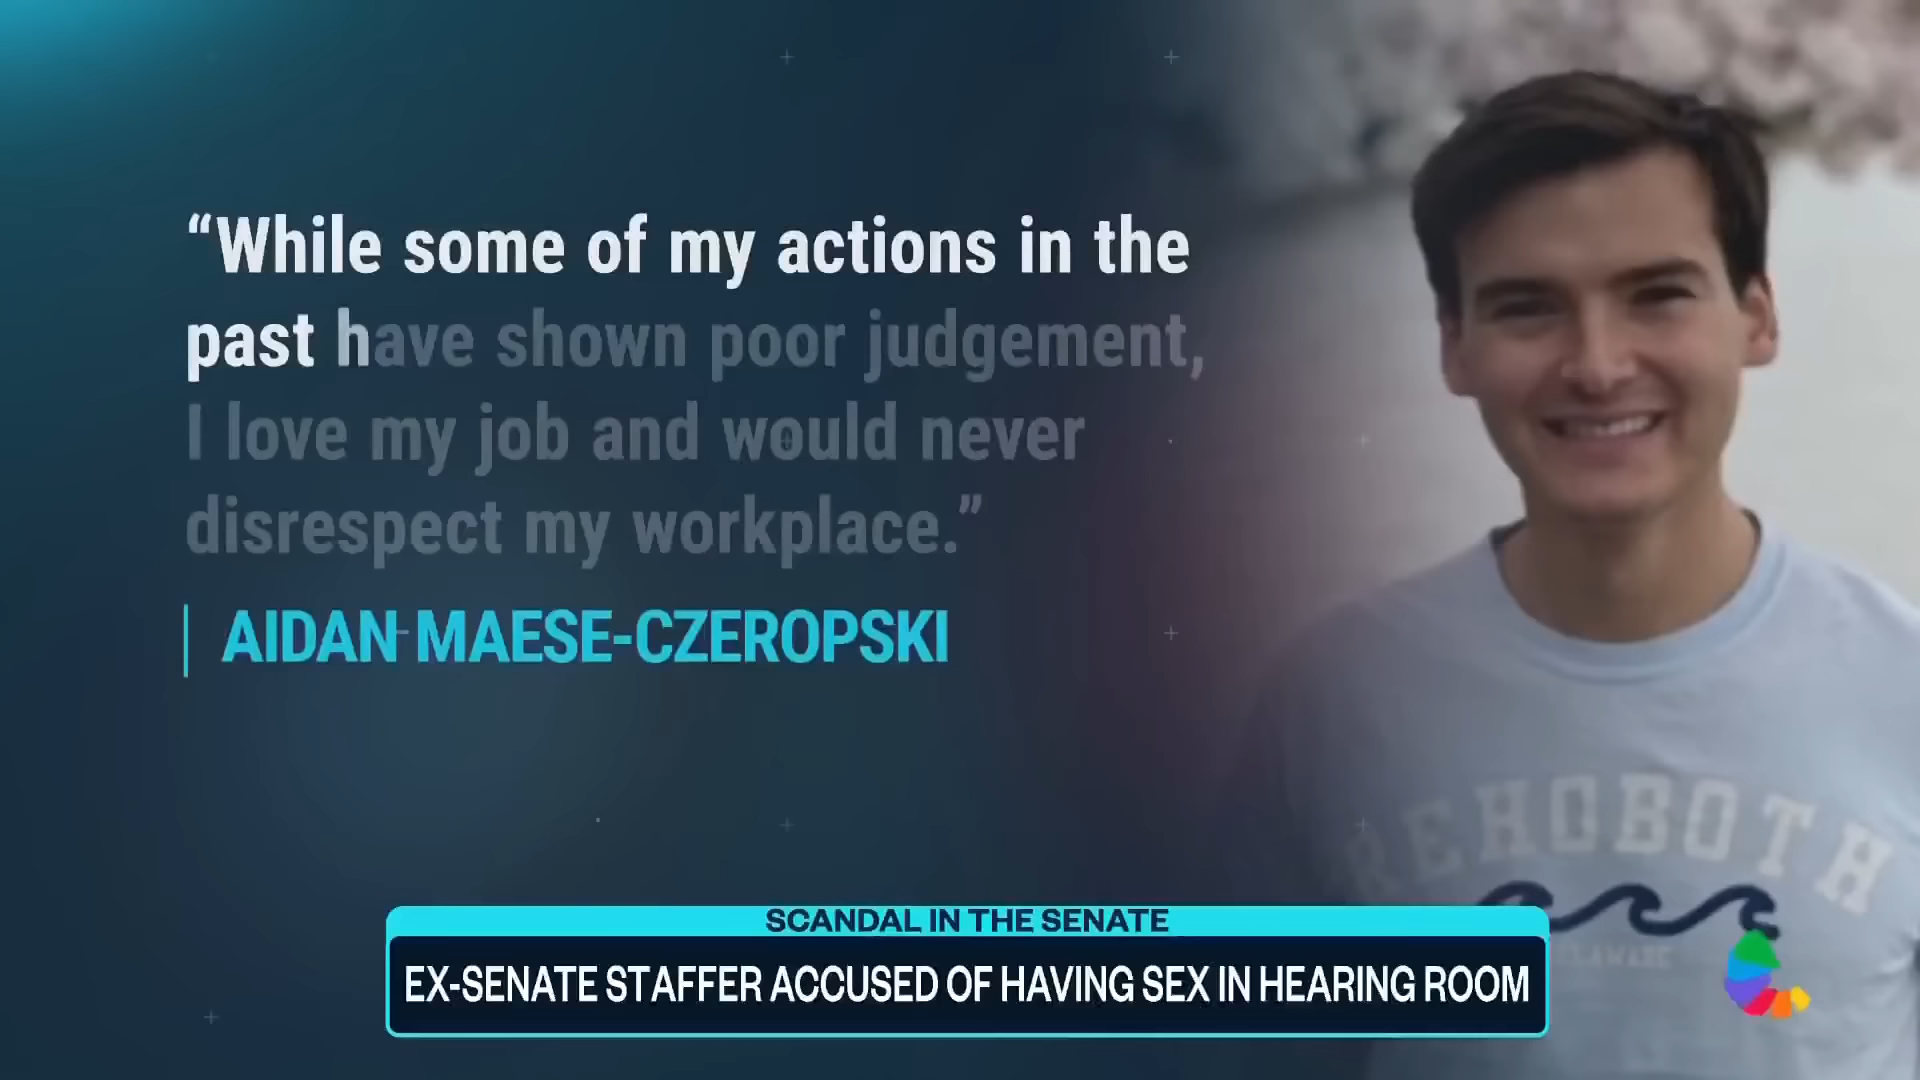 “While some of my actions in the
past have shown poor judgement,
I love my job and would never
disrespect my workplace.”
AIDAN MAESE-CZEROPSKI
REHOBOTH
SCANDAL IN THE SENATE
EX-SENATE STAFFER ACCUSED OF HAVING SEX IN HEARING ROOM